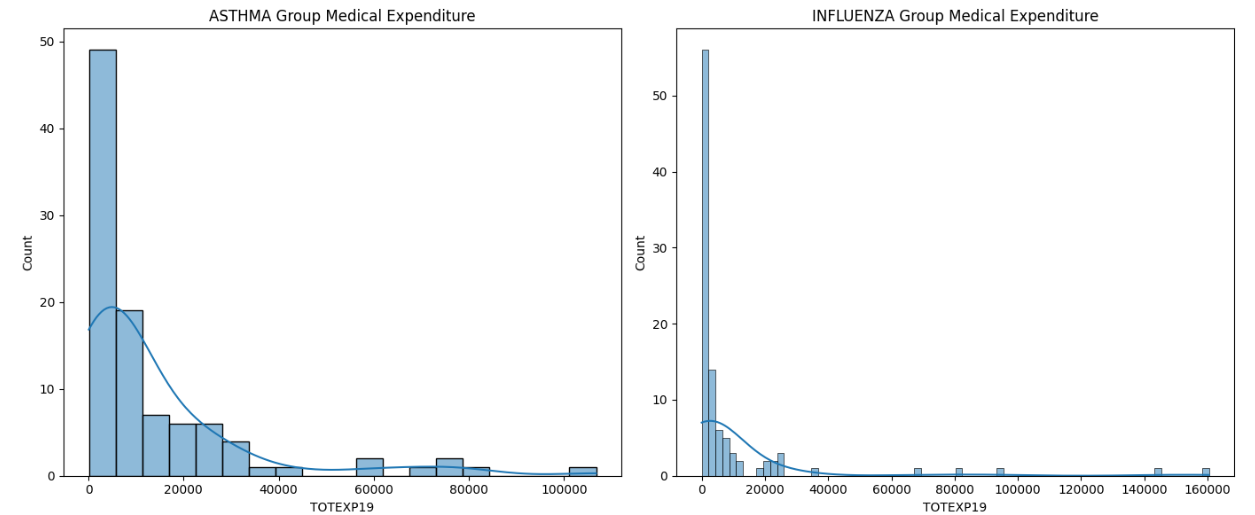 ASTHMA Group Medical Expenditure
50
40
30
20
10
0
Count
0 20000 40000 60000 80000 100000
TOTEXP19
INFLUENZA Group Medical Expenditure
50
40
30
20
10
0
Count
0 20000 40000 60000 80000 100000 120000 140000 160000
TOTEXP19